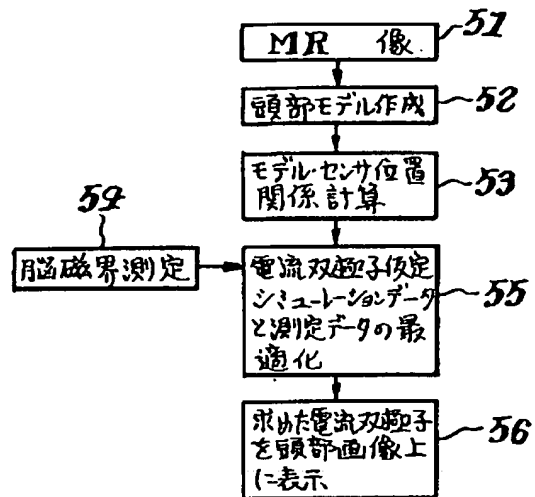 MR 像 51
頭部モデル作成 52
モデル・センサ位置
関係計算 53
54
脳磁界測定
電流双極子仮定
シミュレーションデータ
と測定データの最
適化 55
求めた電流双極子
を頭部画像上
に表示 56